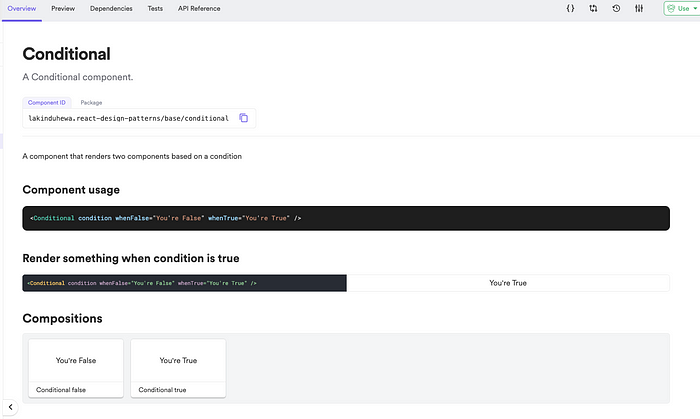 Overview Preview Dependencies Tests API Reference { } Use
Conditional
A Conditional component.
Component ID Package
lakinduhewa.react-design-patterns/base/conditional
A component that renders two components based on a condition
Component usage
<Conditional condition whenFalse="You're False" whenTrue="You're True" />
Render something when condition is true
<Conditional condition whenFalse="You're False" whenTrue="You're True" /> You're True
Compositions
You're False You're True
Conditional false Conditional true